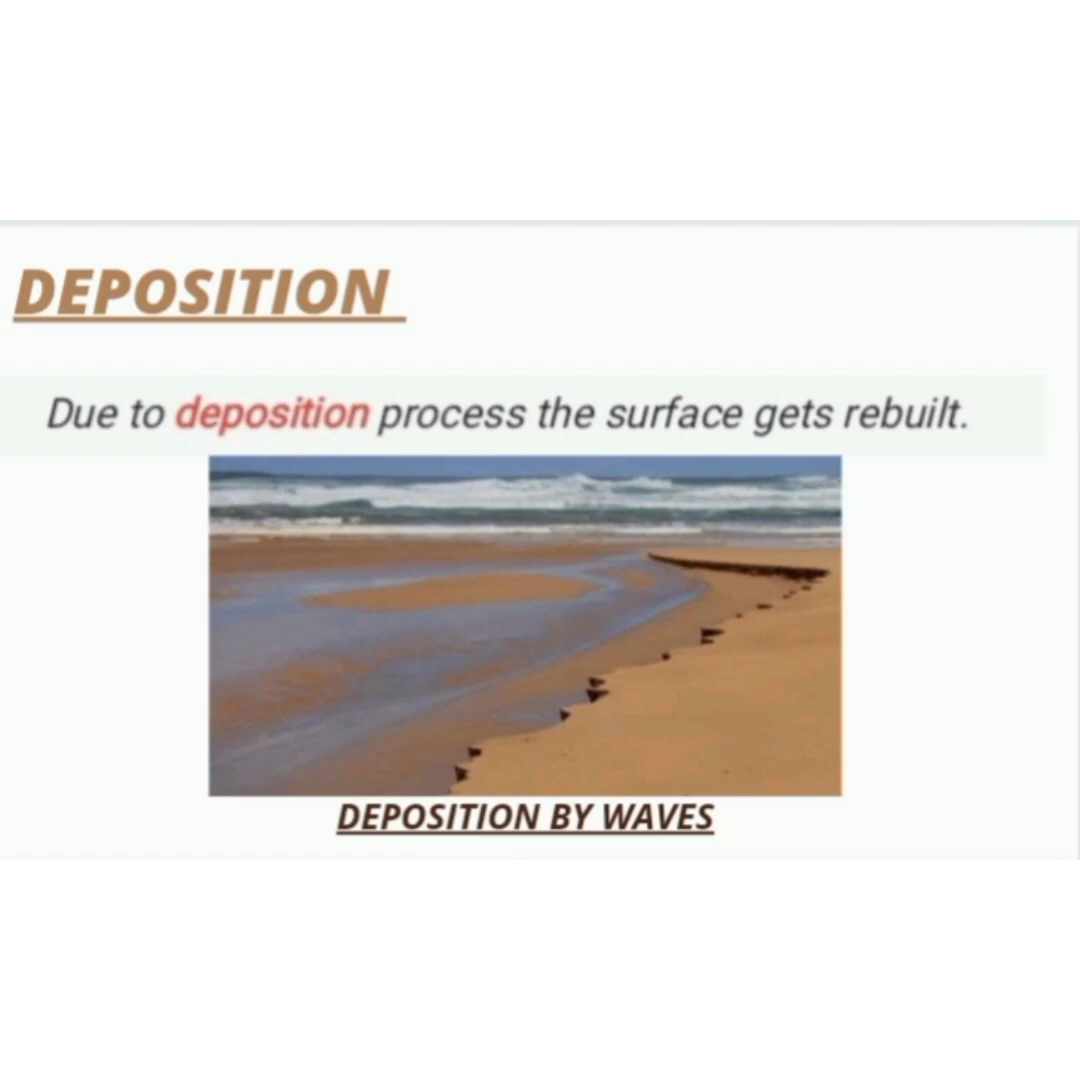 DEPOSITION
Due to deposition process the surface gets rebuilt.
DEPOSITION BY WAVES